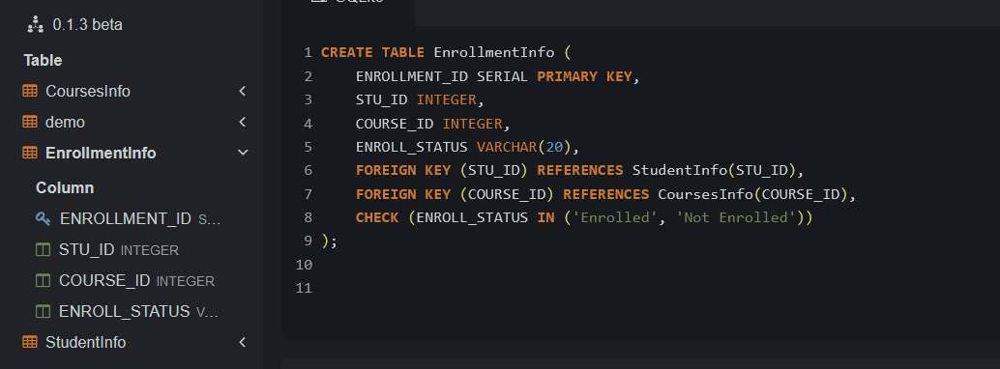 0.1.3 beta
Table
CoursesInfo
demo
EnrollmentInfo
Column
ENROLLMENT_ID S...
STU_ID INTEGER
COURSE_ID INTEGER
ENROLL_STATUS V...
StudentInfo
1 CREATE TABLE EnrollmentInfo (
2 ENROLLMENT_ID SERIAL PRIMARY KEY,
3 STU_ID INTEGER,
4 COURSE_ID INTEGER,
5 ENROLL_STATUS VARCHAR(20),
6 FOREIGN KEY (STU_ID) REFERENCES StudentInfo(STU_ID),
7 FOREIGN KEY (COURSE_ID) REFERENCES CoursesInfo(COURSE_ID),
8 CHECK (ENROLL_STATUS IN ('Enrolled', 'Not Enrolled'))
9 );
10
11